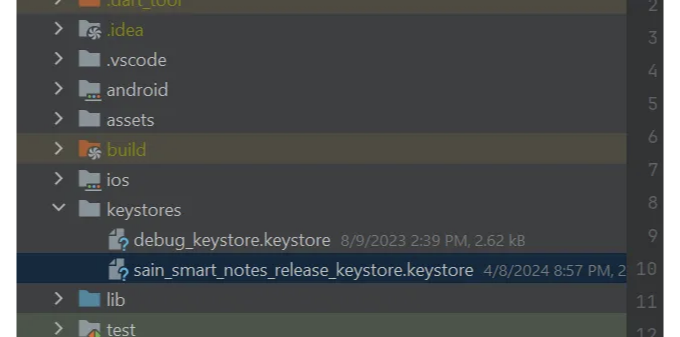 .dart_tool
2
.idea
3
.vscode
4
android
5
assets
6
build
7
ios
8
keystores
9
debug_keystore.keystore 8/9/2023 2:39 PM, 2.62 kB
sain_smart_notes_release_keystore.keystore 4/8/2024 8:57 PM, 2
10
lib
11
test
12